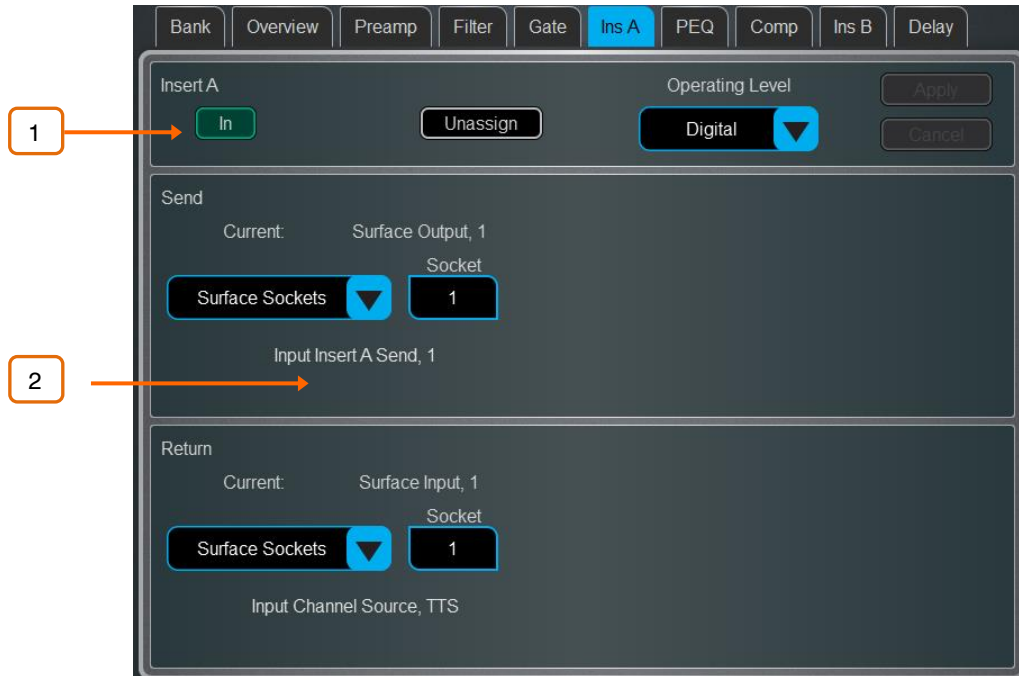 Bank Overview Preamp Filter Gate Ins A PEQ Comp Ins B Delay
Insert A
Operating Level
1
In
Unassign
Digital
Apply
Cancel
Send
Current: Surface Output, 1
Socket
Surface Sockets 1
Input Insert A Send, 1
2
Return
Current: Surface Input, 1
Socket
Surface Sockets 1
Input Channel Source, TTS